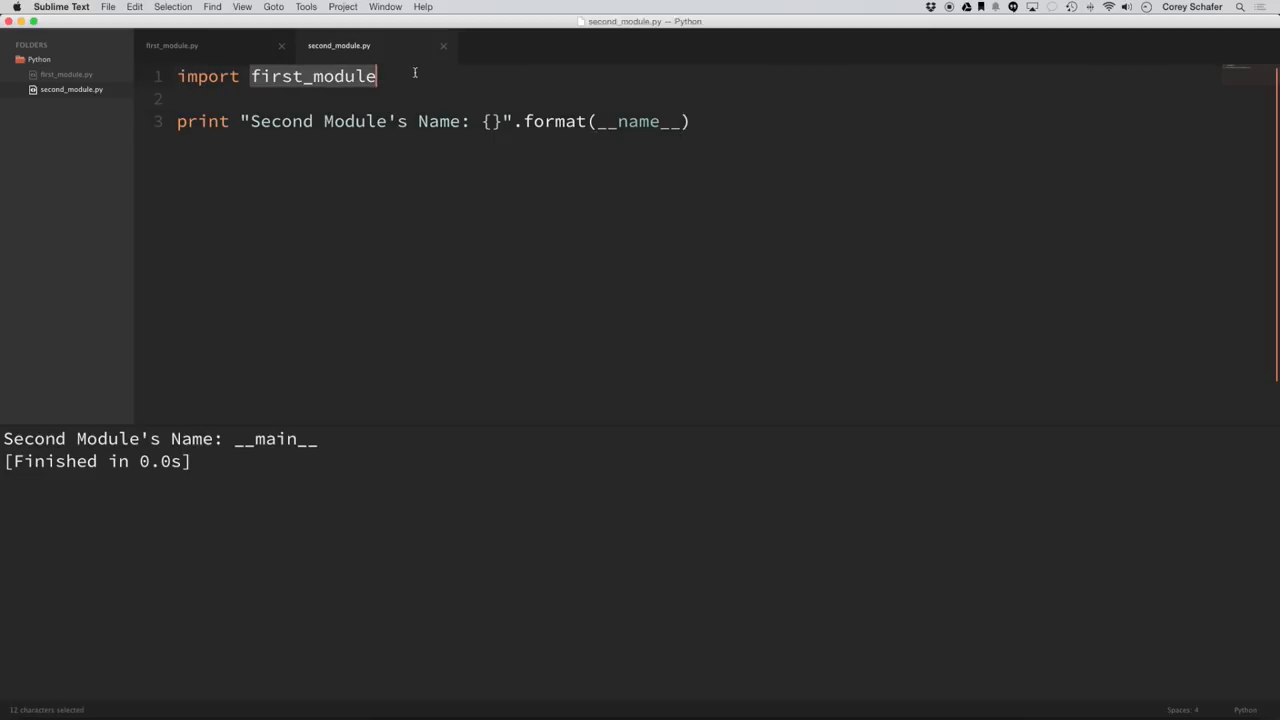 Sublime Text File Edit Selection Find View Goto Tools Project Window Help Corey Schafer
second_module.py — Python
FOLDERS
Python
first_module.py
second_module.py
first_module.py second_module.py
1 import first_module
2
3 print "Second Module's Name: {}".format(__name__)
Second Module's Name: __main__
[Finished in 0.0s]
12 characters selected Spaces: 4 Python